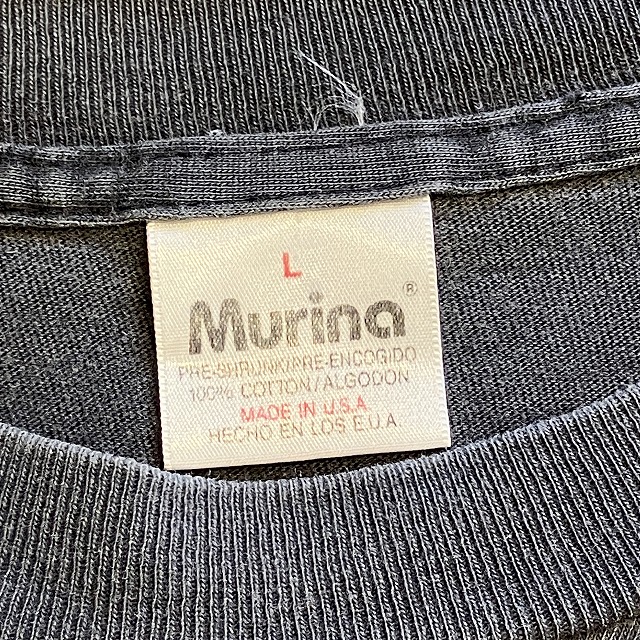 L
Murina®
PRE-SHRUNK/PRE-ENCOGIDO
100% COTTON/ALGODON
MADE IN U.S.A
HECHO EN LOS E.U.A.